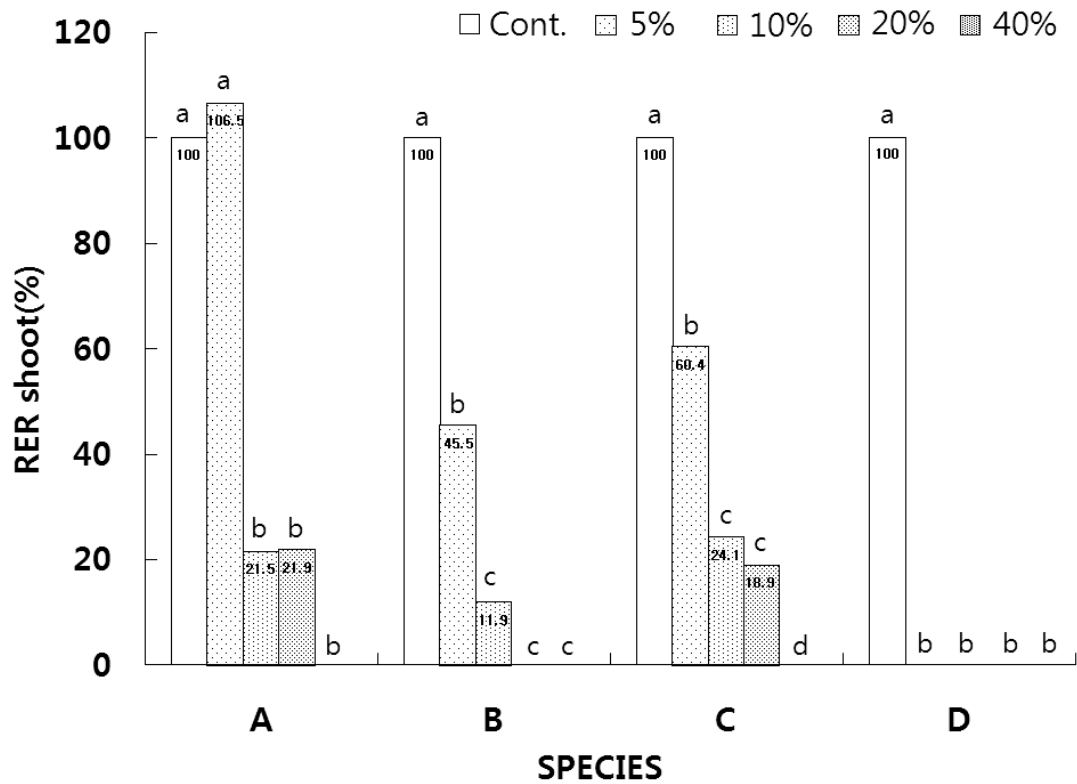 Cont. 5% 10% 20% 40%
RER shoot(%)
120
100
80
60
40
20
0
a a b b b
100 106.5 21.5 21.9
a b c c c
100 45.5 11.9
a b c c d
100 60.4 24.1 18.9
a b b b b
100
A B C D
SPECIES